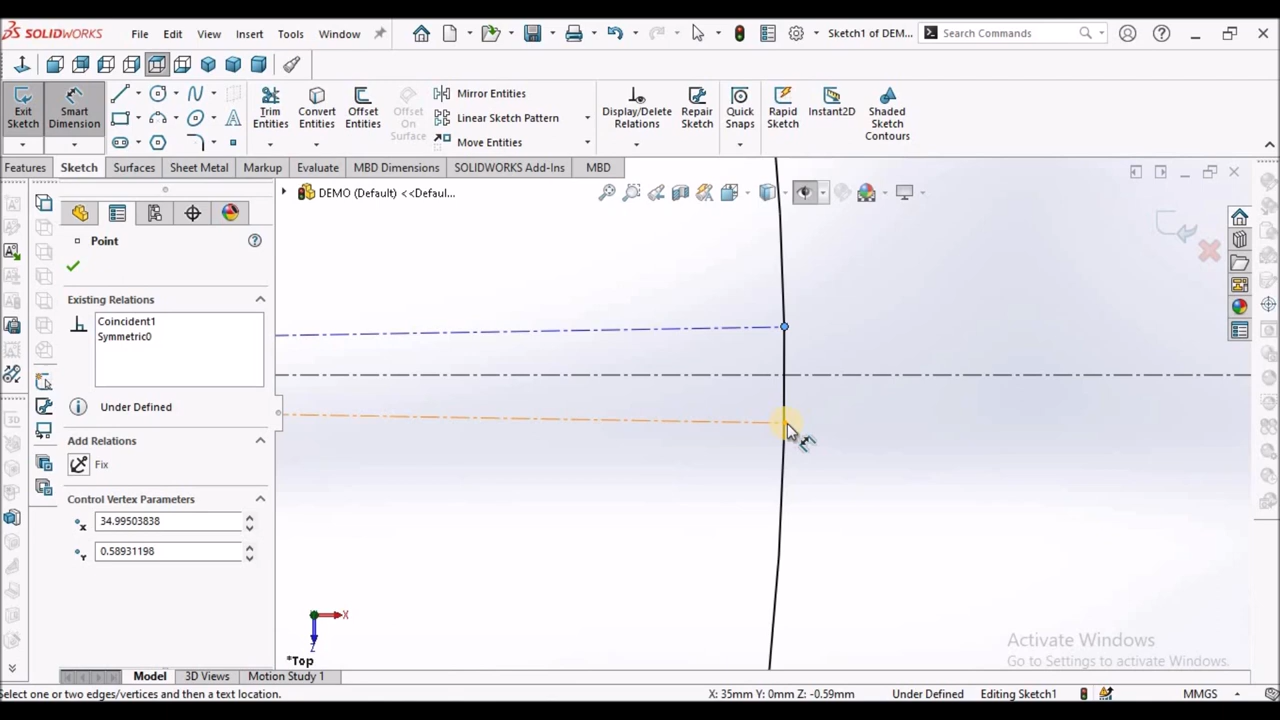 SOLIDWORKS
File Edit View Insert Tools Window
Sketch1 of DEM...
Search Commands
Exit Sketch
Smart Dimension
Trim Entities
Convert Entities
Offset Entities
Offset On Surface
Mirror Entities
Linear Sketch Pattern
Move Entities
Display/Delete Relations
Repair Sketch
Quick Snaps
Rapid Sketch
Instant2D
Shaded Sketch Contours
Features Sketch Surfaces Sheet Metal Markup Evaluate MBD Dimensions SOLIDWORKS Add-Ins MBD
DEMO (Default) <<Defaul...
Point
Existing Relations
Coincident1
Symmetric0
Under Defined
Add Relations
Fix
Control Vertex Parameters
34.99503838
0.58931198
X
Z
*Top
Activate Windows
Go to Settings to activate Windows.
Model 3D Views Motion Study 1
Select one or two edges/vertices and then a text location.
X: 35mm Y: 0mm Z: -0.59mm
Under Defined
Editing Sketch1
MMGS